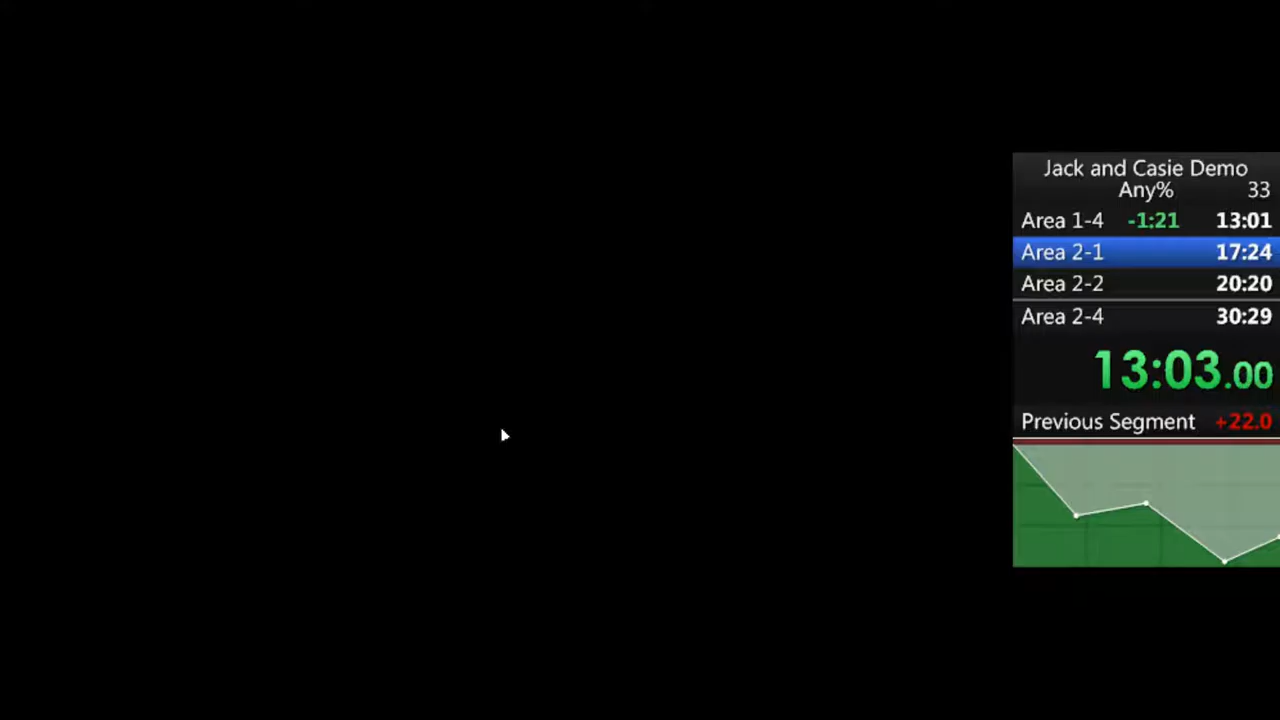 Jack and Casie Demo
Any% 33
Area 1-4 -1:21 13:01
Area 2-1 17:24
Area 2-2 20:20
Area 2-4 30:29
13:03.00
Previous Segment +22.0